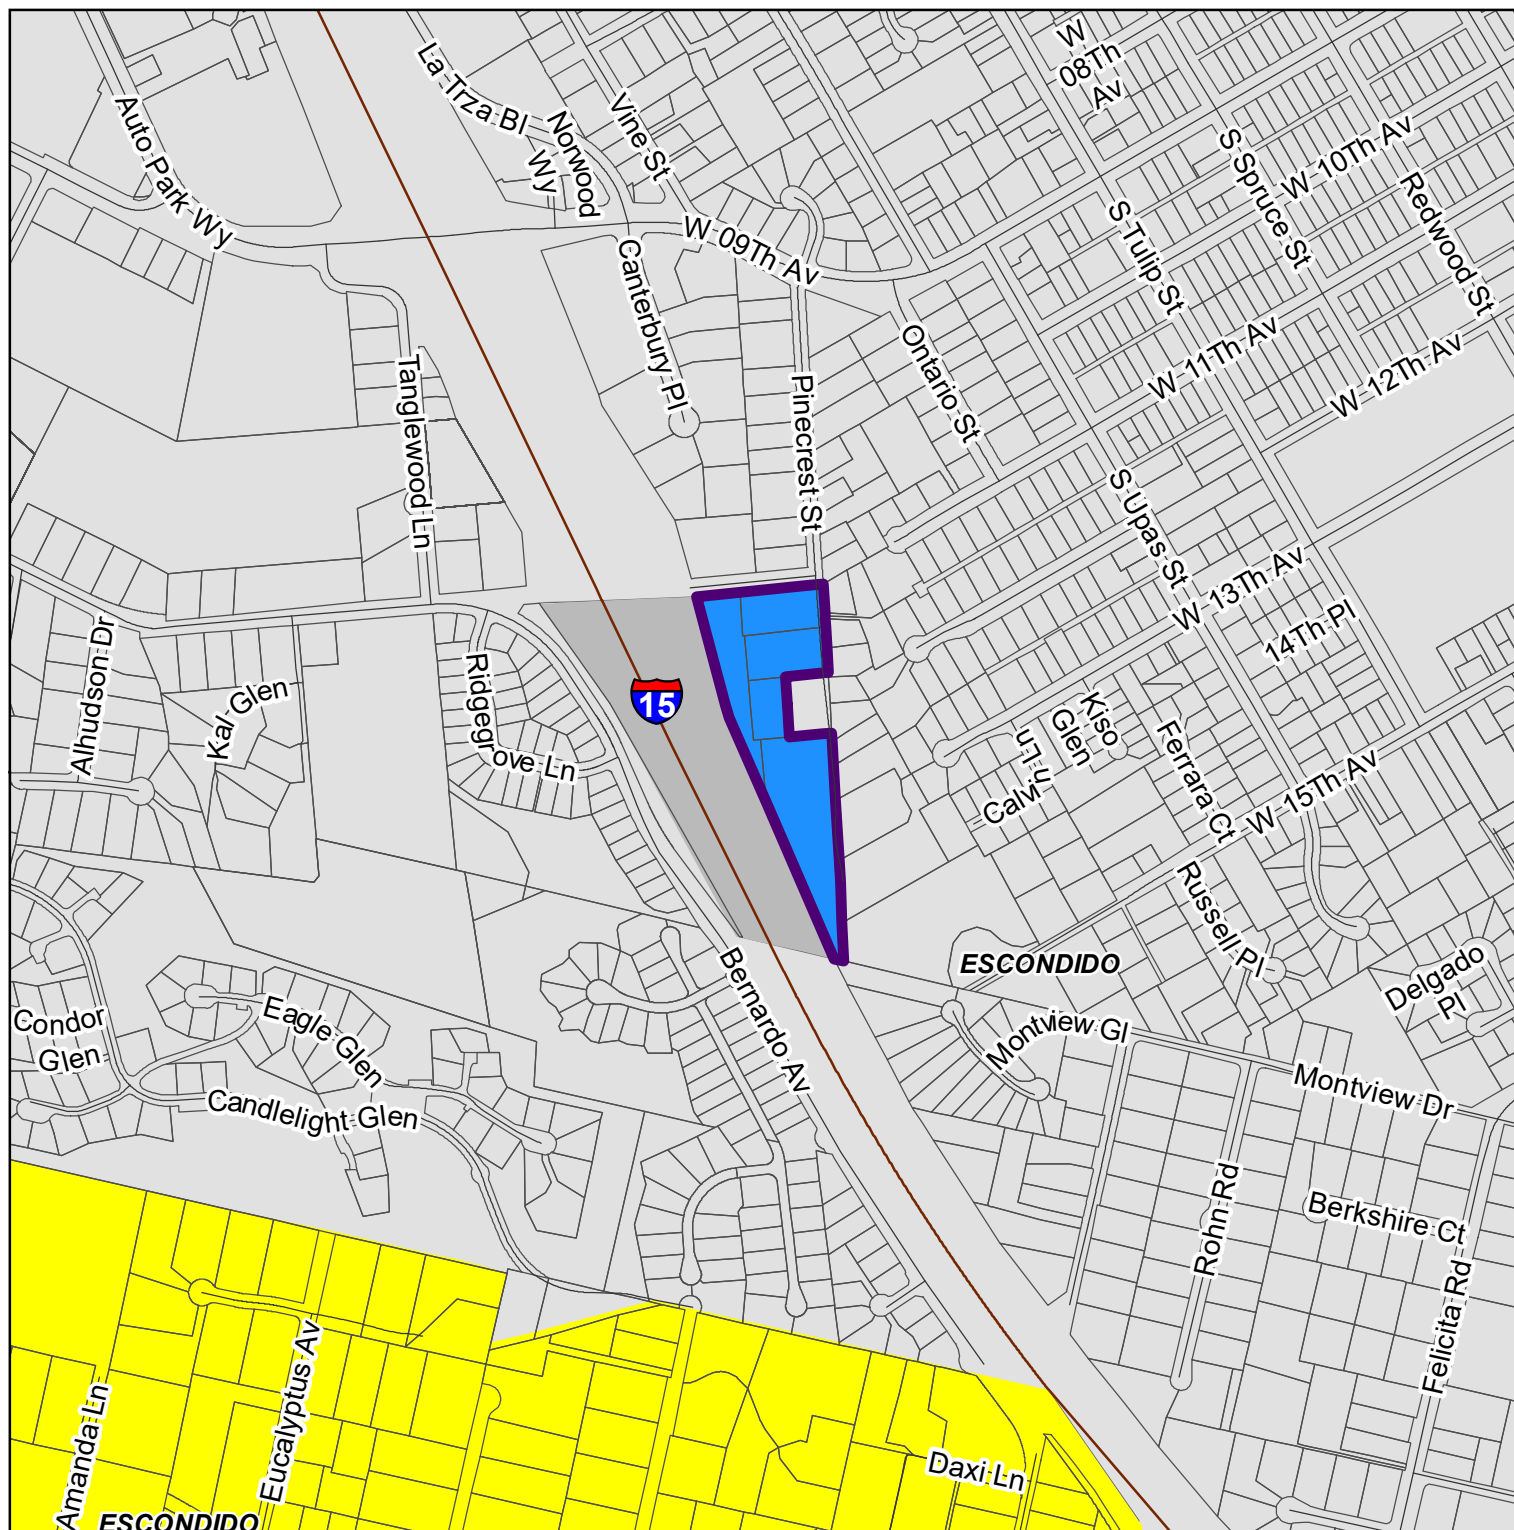 W
08Th
Av
La Trza Bl
Auto Park Wy
Norwood
Wy
Vine St
S Spruce St
W 10Th Av
Redwood St
S Tulip St
W 09Th Av
Canterbury Pl
Ontario St
W 11Th Av
W 12Th Av
Tanglewood Ln
Pinecrest St
S Upas St
W 13Th Av
14Th Pl
Alhudson Dr
Kal Glen
Ridgegrove Ln
15
Kiso
Glen
Calvin Ln
Ferrara Ct
W 15Th Av
Russell Pl
ESCONDIDO
Delgado
Pl
Bernardo Av
Condor
Glen
Eagle Glen
Candlelight Glen
Montview Gl
Montview Dr
Rohn Rd
Berkshire Ct
Felicita Rd
Eucalyptus Av
Amanda Ln
Daxi Ln
ESCONDIDO